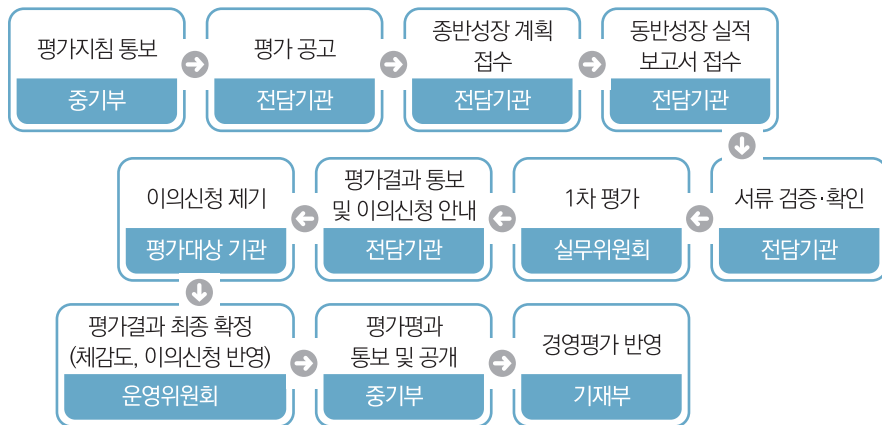 평가지침 통보
중기부
평가 공고
전담기관
종반성장 계획
접수
전담기관
동반성장 실적
보고서 접수
전담기관
서류 검증·확인
전담기관
1차 평가
실무위원회
평가결과 통보
및 이의신청 안내
전담기관
이의신청 제기
평가대상 기관
평가결과 최종 확정
(체감도, 이의신청 반영)
운영위원회
평가평과
통보 및 공개
중기부
경영평가 반영
기재부